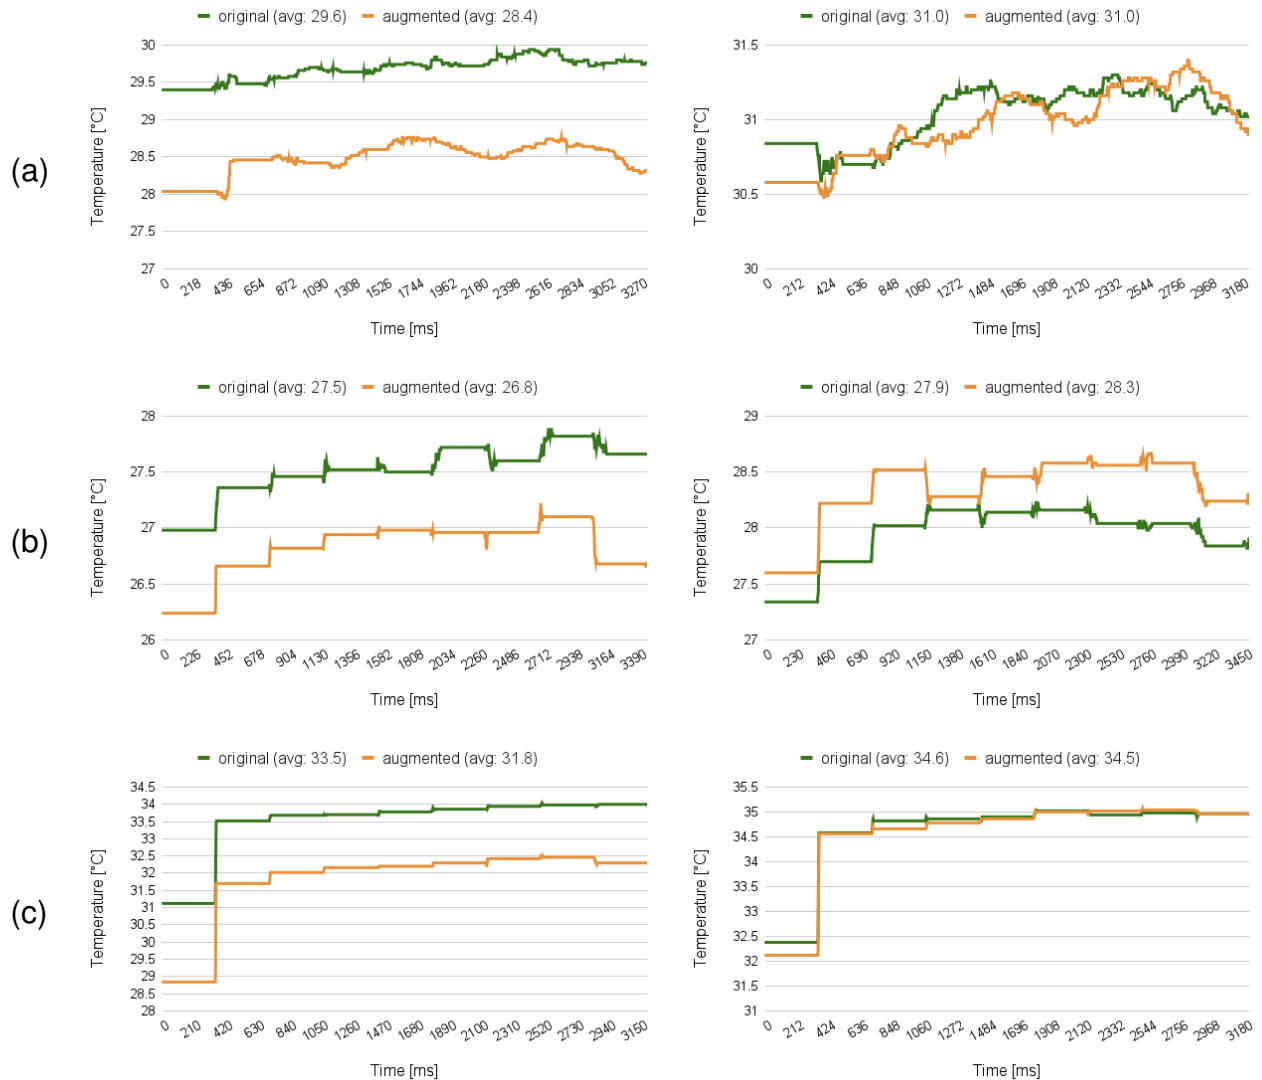 original (avg: 29.6) augmented (avg: 28.4)
30
29.5
29
28.5
28
27.5
27
Temperature [°C]
0 218 436 654 872 1090 1308 1526 1744 1962 2180 2398 2616 2834 3052 3270
Time [ms]
original (avg: 31.0) augmented (avg: 31.0)
31.5
31
30.5
30
Temperature [°C]
0 212 424 636 848 1060 1272 1484 1696 1908 2120 2332 2544 2756 2968 3180
Time [ms]
(a)
original (avg: 27.5) augmented (avg: 26.8)
28
27.5
27
26.5
26
Temperature [°C]
0 226 452 678 904 1130 1356 1582 1808 2034 2260 2486 2712 2938 3164 3390
Time [ms]
original (avg: 27.9) augmented (avg: 28.3)
29
28.5
28
27.5
27
Temperature [°C]
0 230 460 690 920 1150 1380 1610 1840 2070 2300 2530 2760 2990 3220 3450
Time [ms]
(b)
original (avg: 33.5) augmented (avg: 31.8)
34.5
34
33.5
33
32.5
32
31.5
31
30.5
30
29.5
29
28.5
28
Temperature [°C]
0 210 420 630 840 1050 1260 1470 1680 1890 2100 2310 2520 2730 2940 3150
Time [ms]
original (avg: 34.6) augmented (avg: 34.5)
35.5
35
34.5
34
33.5
33
32.5
32
31.5
31
Temperature [°C]
0 212 424 636 848 1060 1272 1484 1696 1908 2120 2332 2544 2756 2968 3180
Time [ms]
(c)